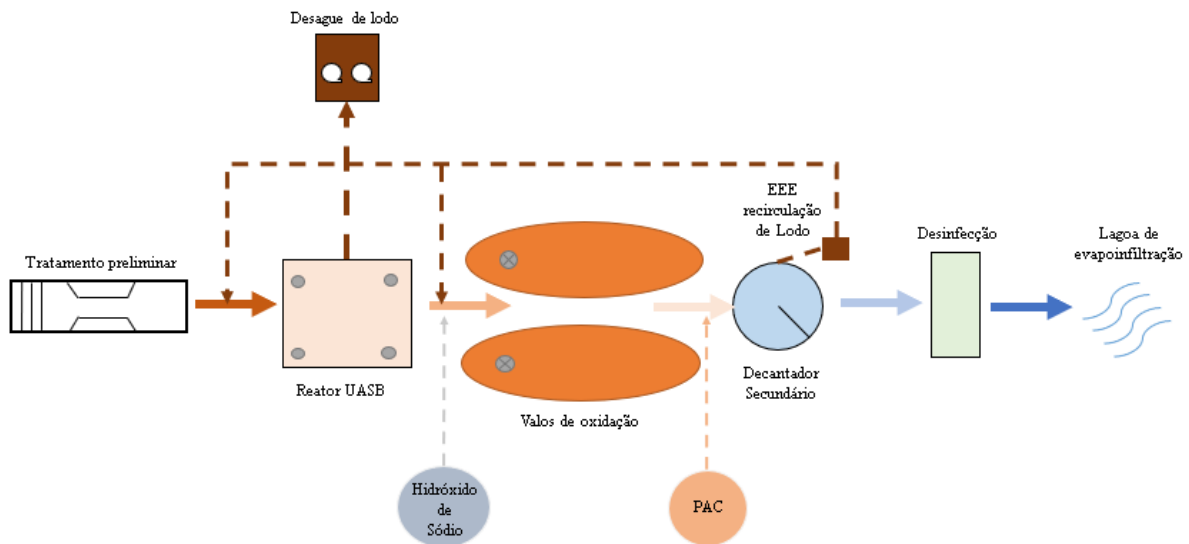 Desague de lodo
EEE
recirculação
de Lodo
Desinfecção
Lagoa de
evapoinfiltração
Tratamento preliminar
Reator UASB
Decantador
Secundário
Valos de oxidação
Hidróxido
de
Sódio
PAC